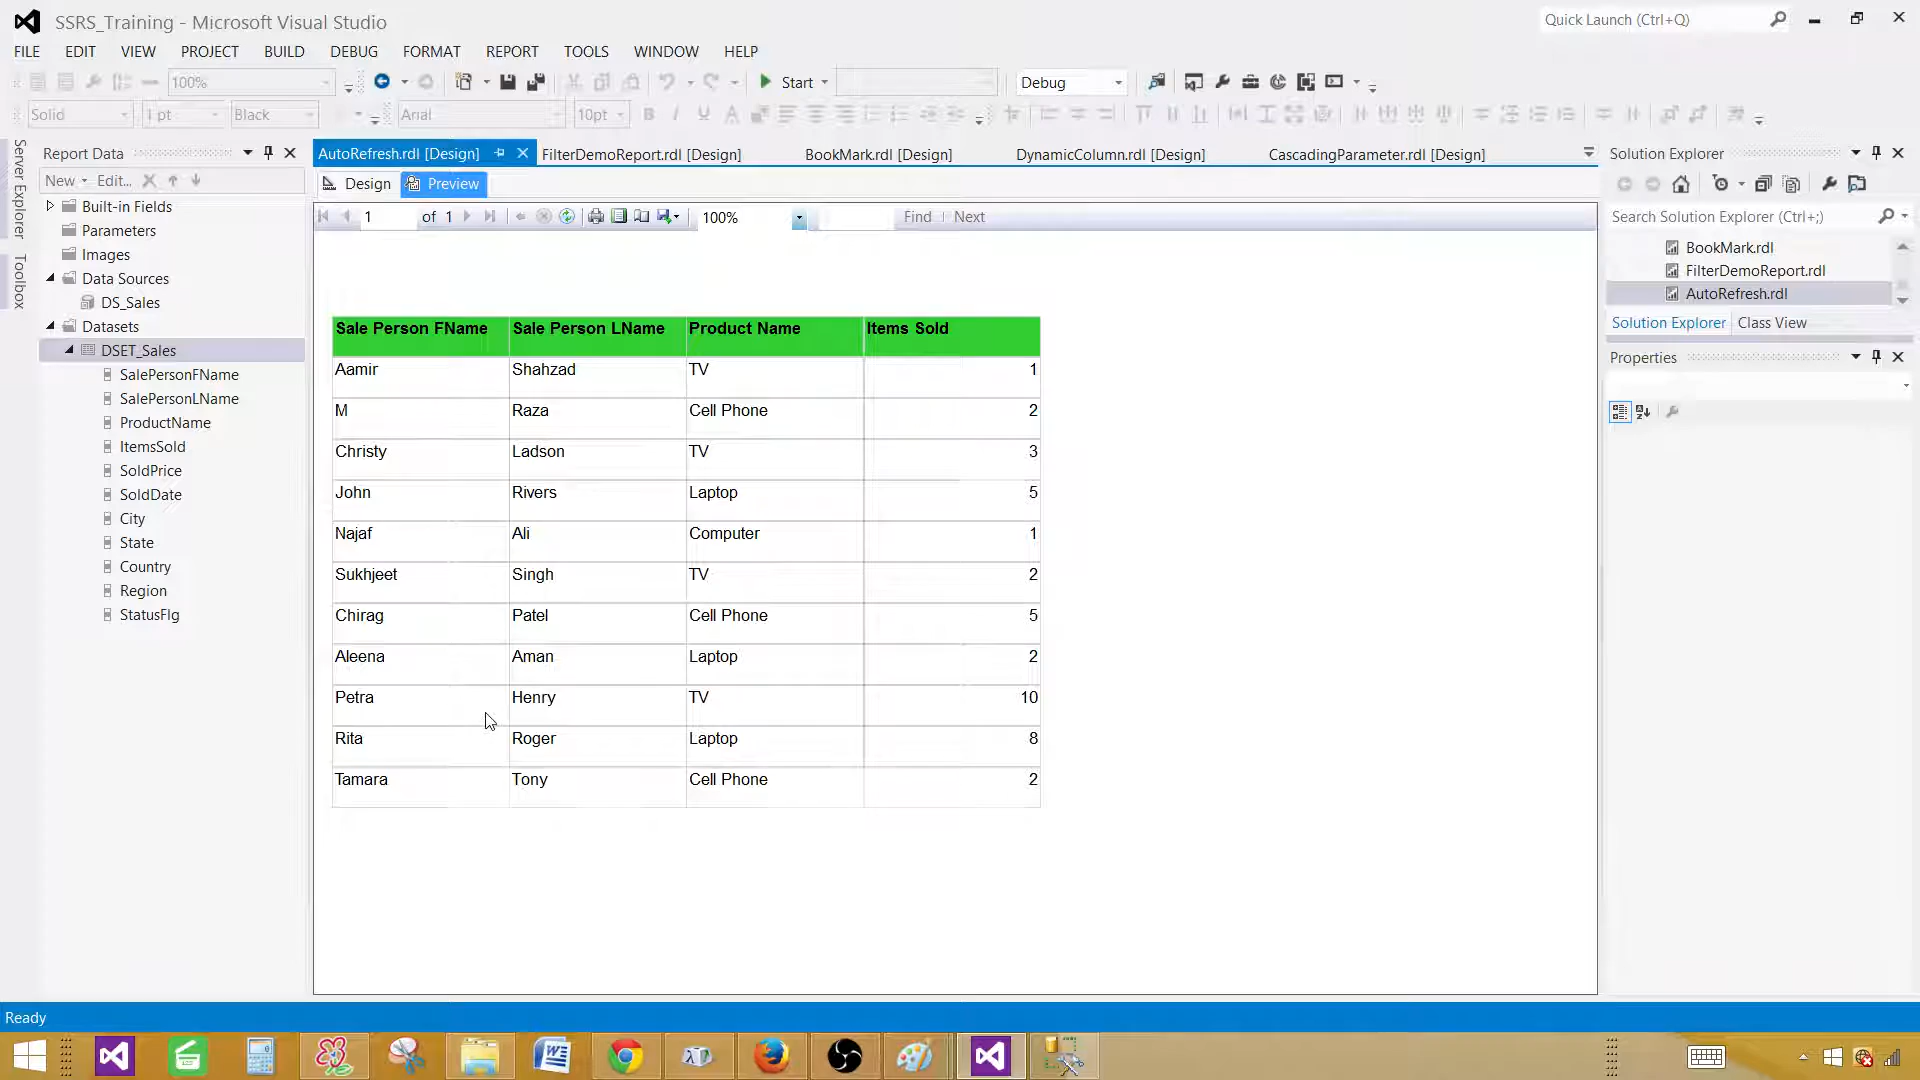 SSRS_Training - Microsoft Visual Studio
Quick Launch (Ctrl+Q)
FILE EDIT VIEW PROJECT BUILD DEBUG FORMAT REPORT TOOLS WINDOW HELP
100% Start Debug
Solid 1 pt Black Arial 10pt B I U A
Server Explorer
Toolbox
Report Data
New Edit...
Built-in Fields
Parameters
Images
Data Sources
DS_Sales
Datasets
DSET_Sales
SalePersonFName
SalePersonLName
ProductName
ItemsSold
SoldPrice
SoldDate
City
State
Country
Region
StatusFlg
AutoRefresh.rdl [Design] FilterDemoReport.rdl [Design] BookMark.rdl [Design] DynamicColumn.rdl [Design] CascadingParameter.rdl [Design]
Design Preview
1 of 1 100% Find Next
Sale Person FName Sale Person LName Product Name Items Sold
Aamir Shahzad TV 1
M Raza Cell Phone 2
Christy Ladson TV 3
John Rivers Laptop 5
Najaf Ali Computer 1
Sukhjeet Singh TV 2
Chirag Patel Cell Phone 5
Aleena Aman Laptop 2
Petra Henry TV 10
Rita Roger Laptop 8
Tamara Tony Cell Phone 2
Solution Explorer
Search Solution Explorer (Ctrl+;)
BookMark.rdl
FilterDemoReport.rdl
AutoRefresh.rdl
Solution Explorer Class View
Properties
Ready